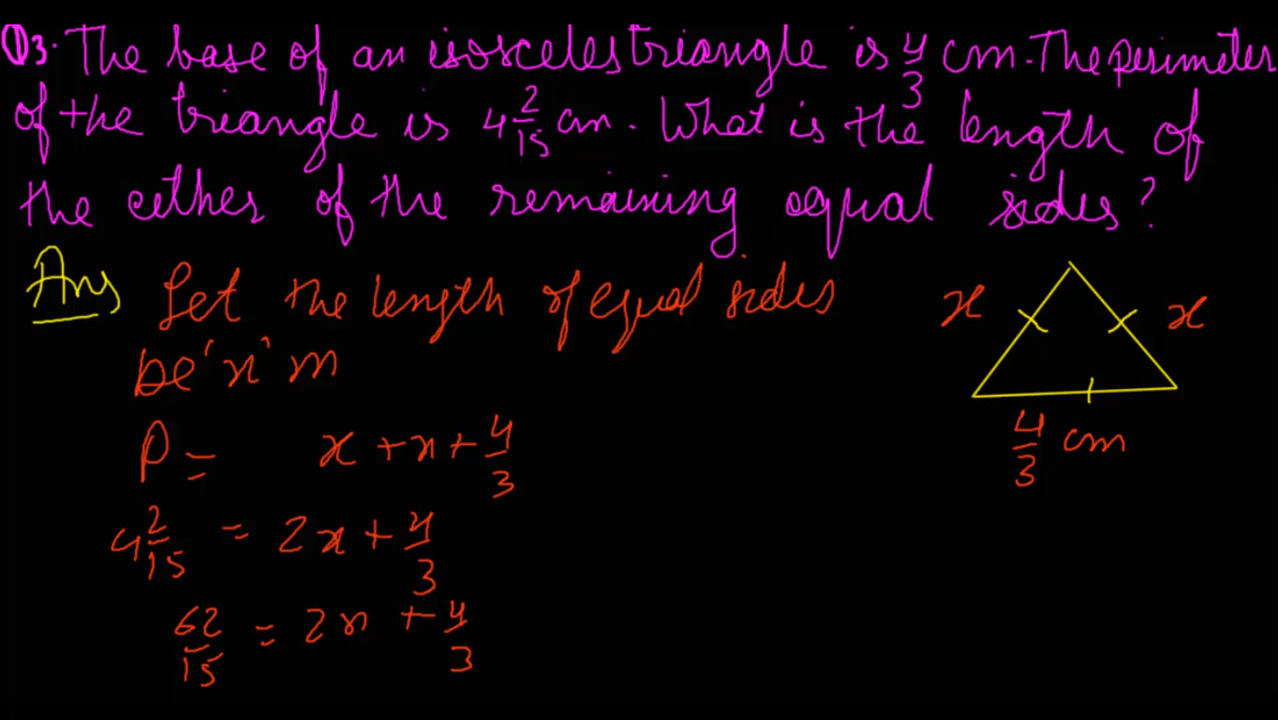 Q3. The base of an isosceles triangle is 4/3 cm. The perimeter
of the triangle is 4 2/15 cm. What is the length of
the either of the remaining equal sides?
Ans Let the length of equal sides
be 'x' m
x x
4/3 cm
P = x + x + 4/3
4 2/15 = 2x + 4/3
62/15 = 2x + 4/3